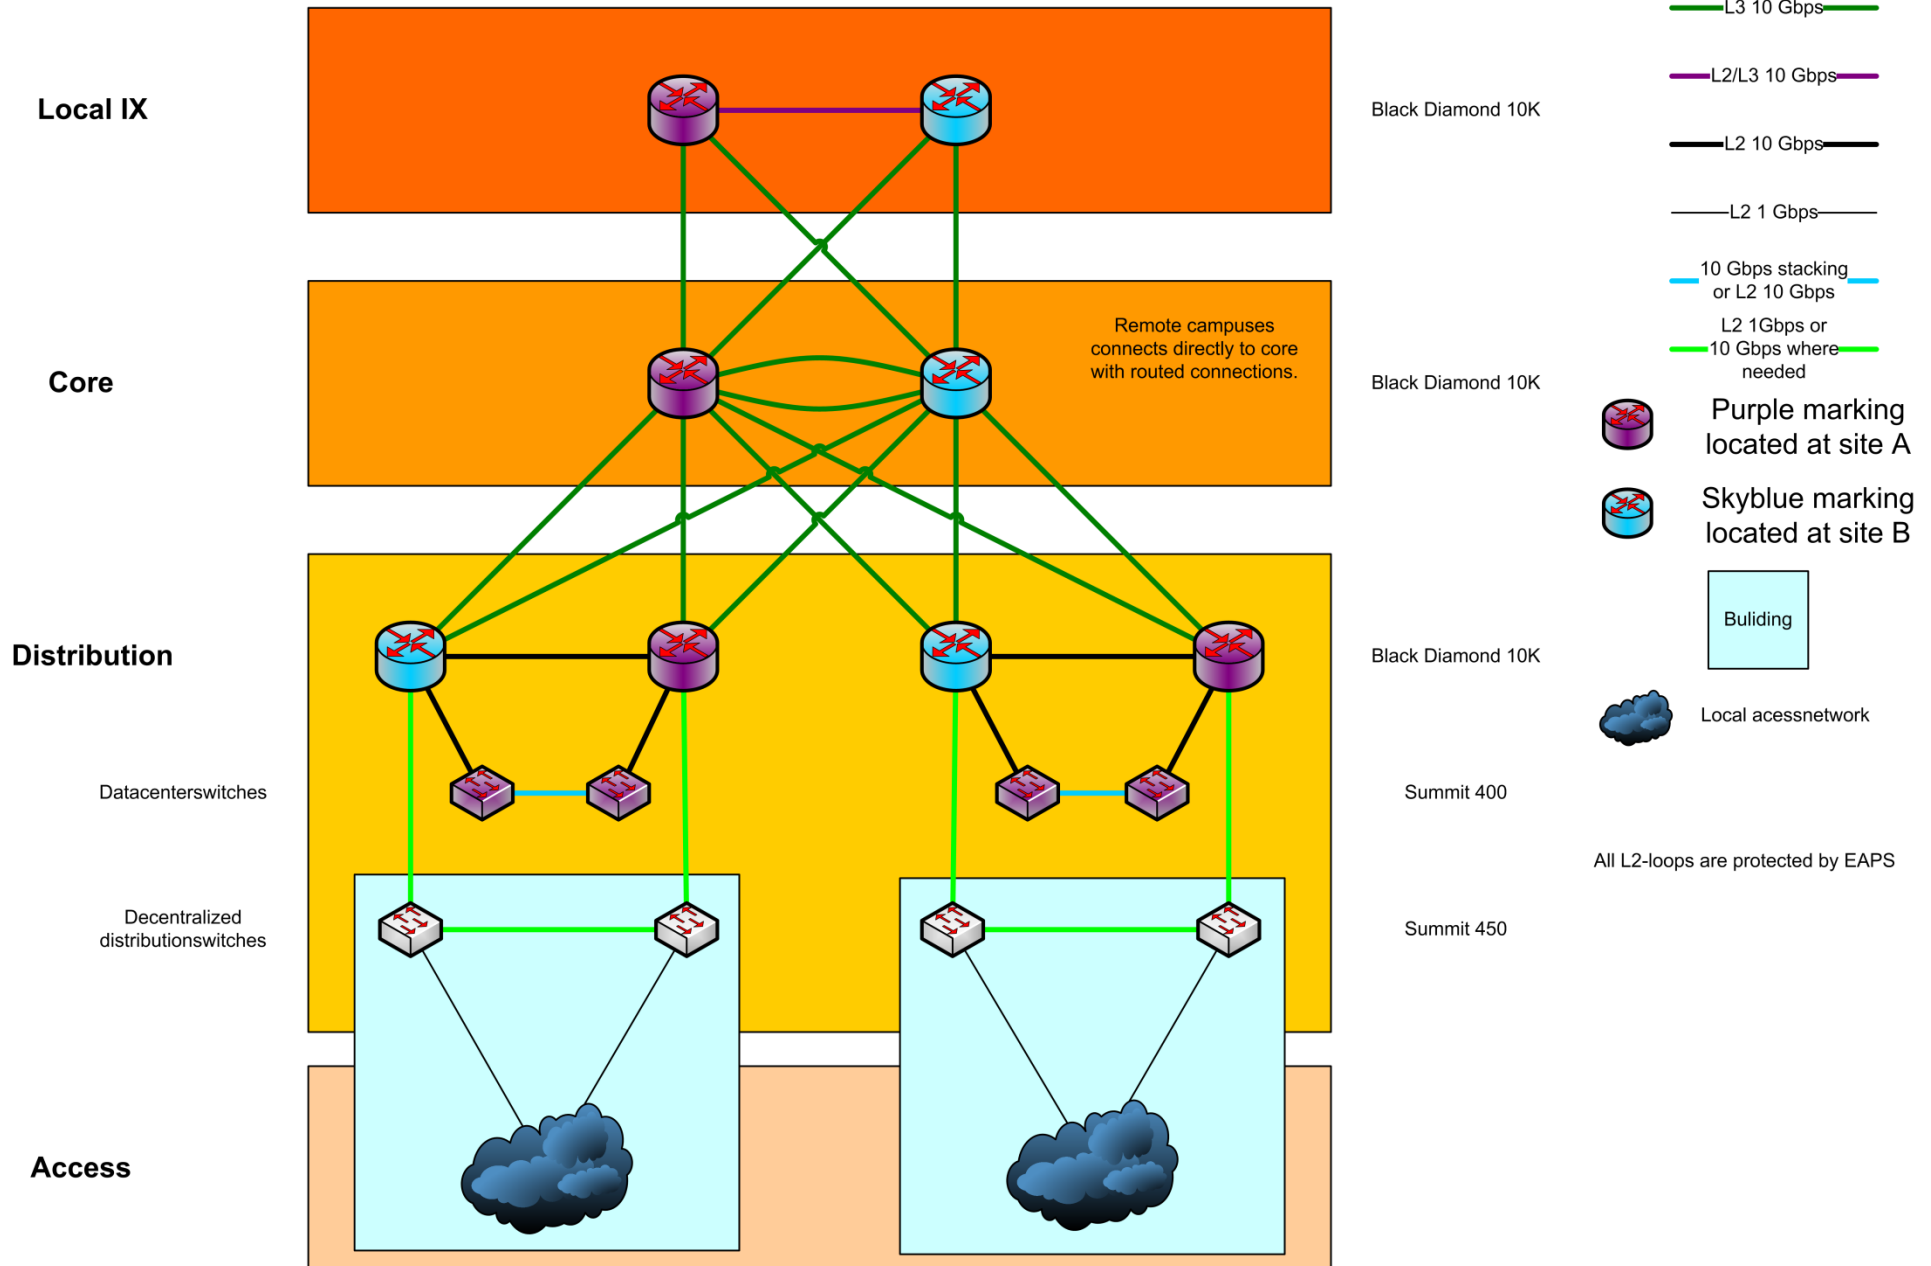 L3 10 Gbps
Local IX
Black Diamond 10K
L2/L3 10 Gbps
L2 10 Gbps
L2 1 Gbps
10 Gbps stacking
or L2 10 Gbps
L2 1Gbps or
10 Gbps where
needed
Core
Remote campuses
connects directly to core
with routed connections.
Black Diamond 10K
Purple marking
located at site A
Skyblue marking
located at site B
Buliding
Distribution
Black Diamond 10K
Local acessnetwork
Datacenterswitches
Summit 400
All L2-loops are protected by EAPS
Decentralized
distributionswitches
Summit 450
Access